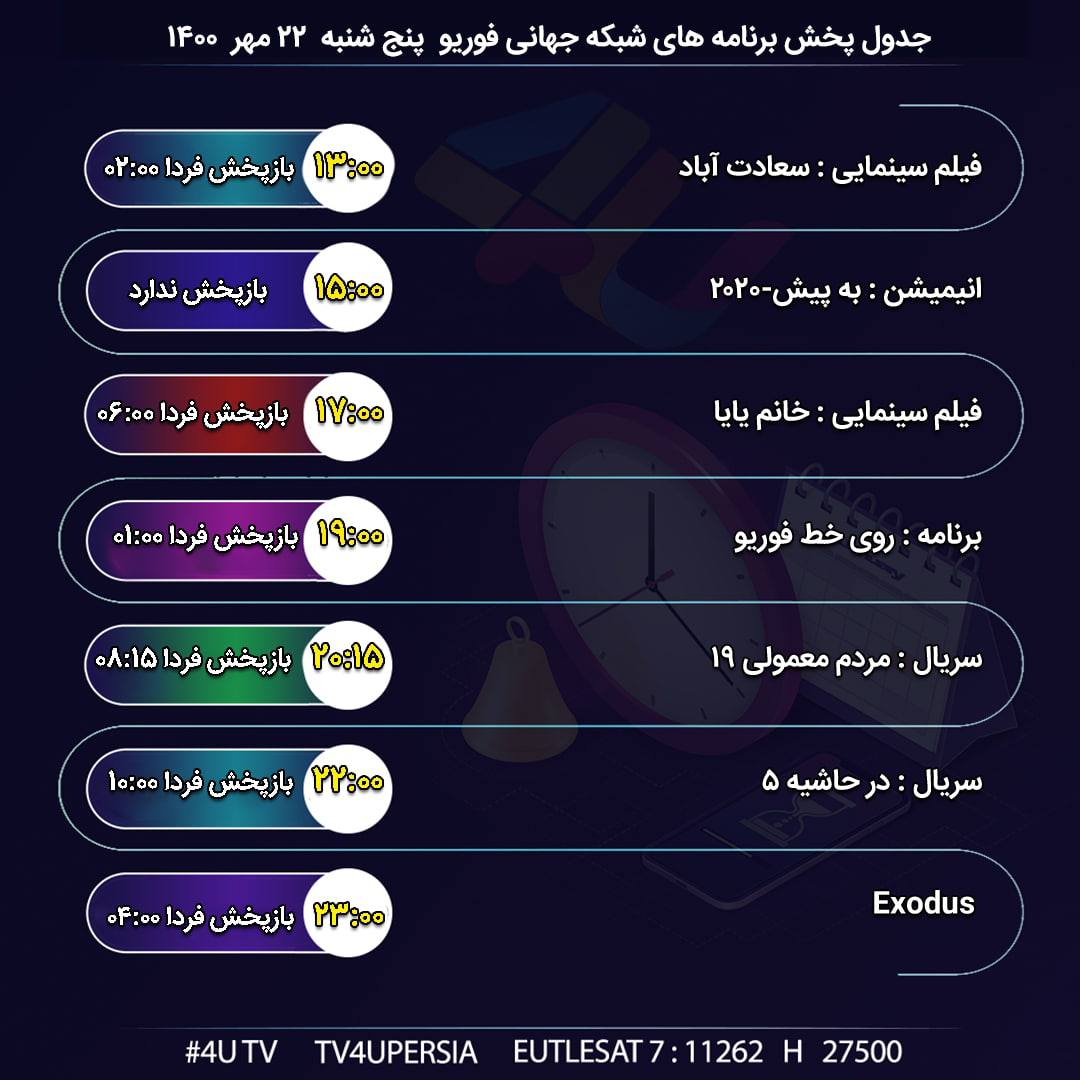 جدول پخش برنامه های شبکه جهانی فوریو پنج شنبه ۲۲ مهر ۱۴۰۰
فیلم سینمایی : سعادت آباد ۱۳:۰۰ بازپخش فردا ۰۲:۰۰
انیمیشن : به پیش-۲۰۲۰ ۱۵:۰۰ بازپخش ندارد
فیلم سینمایی : خانم یایا ۱۷:۰۰ بازپخش فردا ۰۶:۰۰
برنامه : روی خط فوریو ۱۹:۰۰ بازپخش فردا ۰۱:۰۰
سریال : مردم معمولی ۱۹ ۲۰:۱۵ بازپخش فردا ۰۸:۱۵
سریال : در حاشیه ۵ ۲۲:۰۰ بازپخش فردا ۱۰:۰۰
Exodus ۲۳:۰۰ بازپخش فردا ۰۴:۰۰
#4U TV TV4UPERSIA EUTLESAT 7 : 11262 H 27500